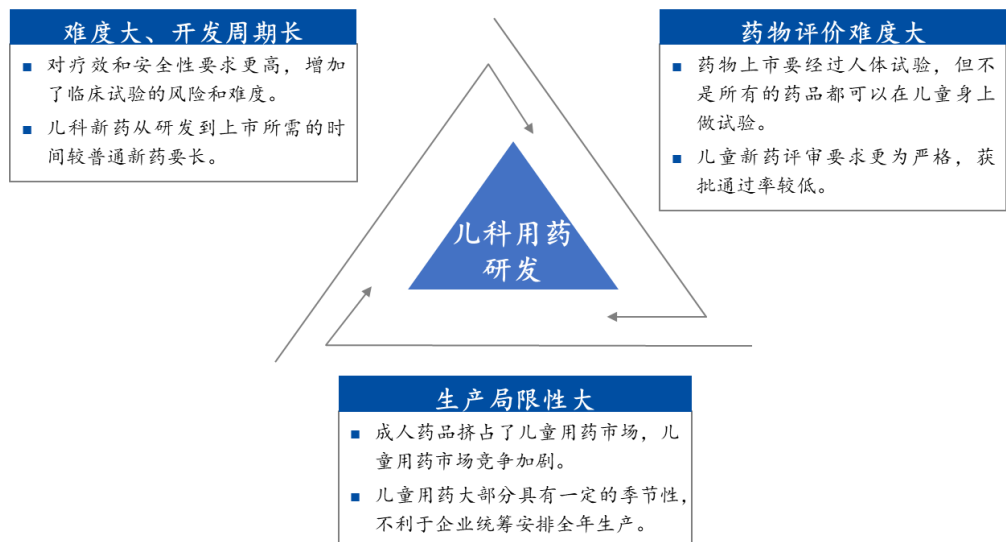 难度大、开发周期长
■ 对疗效和安全性要求更高，增加
了临床试验的风险和难度。
■ 儿科新药从研发到上市所需的时
间较普通新药要长。
药物评价难度大
■ 药物上市要经过人体试验，但不
是所有的药品都可以在儿童身上
做试验。
■ 儿童新药评审要求更为严格，获
批通过率较低。
儿科用药
研发
生产局限性大
■ 成人药品挤占了儿童用药市场，儿
童用药市场竞争加剧。
■ 儿童用药大部分具有一定的季节性，
不利于企业统筹安排全年生产。